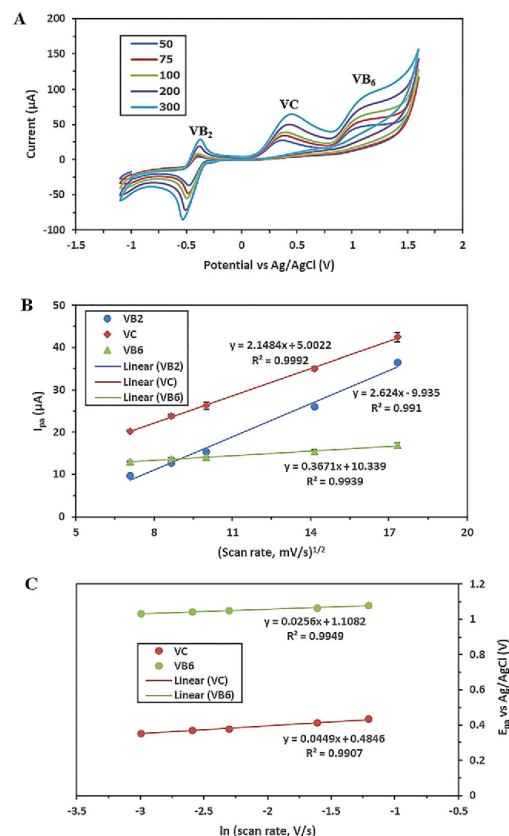 A
200
150
100
50
0
-50
-100
-1.5
-1
-0.5
0
0.5
1
1.5
2
Current (µA)
Potential vs Ag/AgCl (V)
50
75
100
200
300
VB2
VC
VB6
B
50
40
30
20
10
0
5
8
11
14
17
20
Ipa (µA)
(Scan rate, mV/s)1/2
VB2
VC
VB6
Linear (VB2)
Linear (VC)
Linear (VB6)
y = 2.1484x + 5.0022
R² = 0.9992
y = 2.624x - 9.935
R² = 0.991
y = 0.3671x + 10.339
R² = 0.9939
C
1.2
1
0.8
0.6
0.4
0.2
0
-3.5
-3
-2.5
-2
-1.5
-1
Epa vs Ag/AgCl (V)
ln (scan rate, V/s)
y = 0.0256x + 1.1082
R² = 0.9949
VC
VB6
Linear (VC)
Linear (VB6)
y = 0.0449x + 0.4846
R² = 0.9907